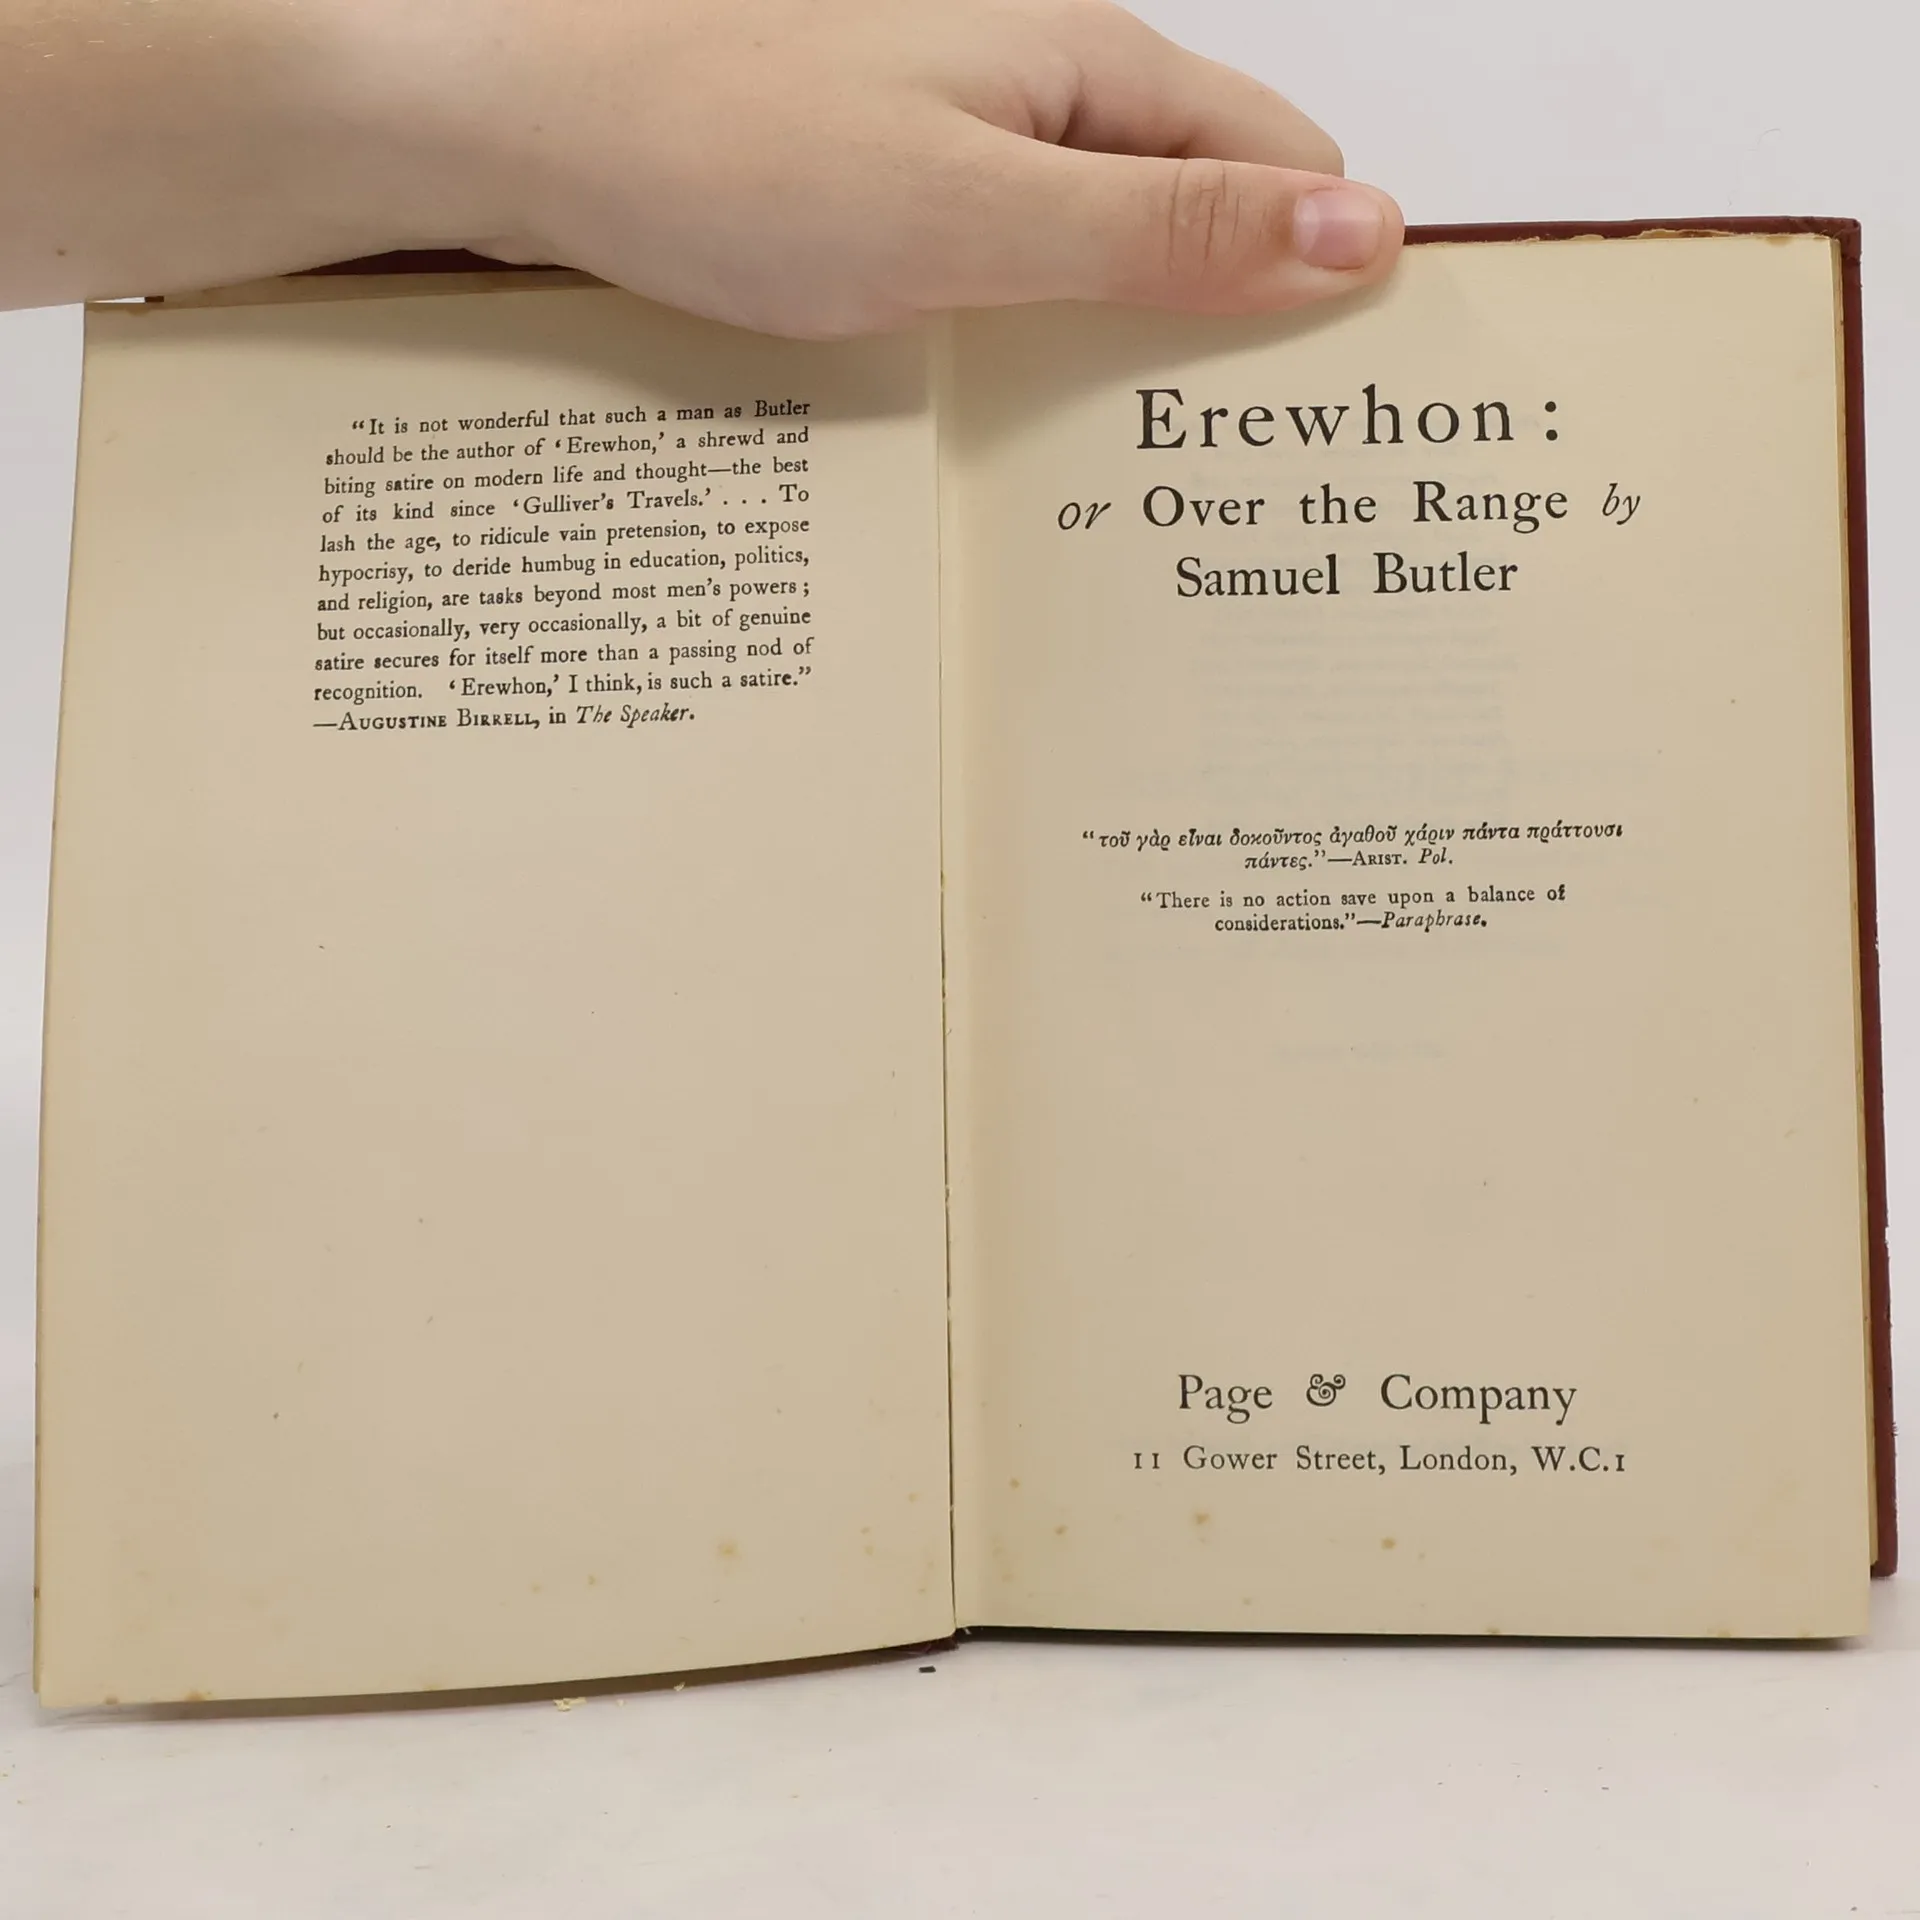 “It is not wonderful that such a man as Butler
should be the author of ‘Erewhon,’ a shrewd and
biting satire on modern life and thought—the best
of its kind since ‘Gulliver’s Travels.’ . . . To
lash the age, to ridicule vain pretension, to expose
hypocrisy, to deride humbug in education, politics,
and religion, are tasks beyond most men’s powers ;
but occasionally, very occasionally, a bit of genuine
satire secures for itself more than a passing nod of
recognition. ‘Erewhon,’ I think, is such a satire.”
—AUGUSTINE BIRRELL, in The Speaker.
Erewhon :
or Over the Range by
Samuel Butler
“τοῦ γὰρ εἶναι δοκοῦντος ἀγαθοῦ χάριν πάντα πράττουσι
πάντες.”—ARIST. Pol.
“There is no action save upon a balance of
considerations.”—Paraphrase.
Page & Company
11 Gower Street, London, W.C.1